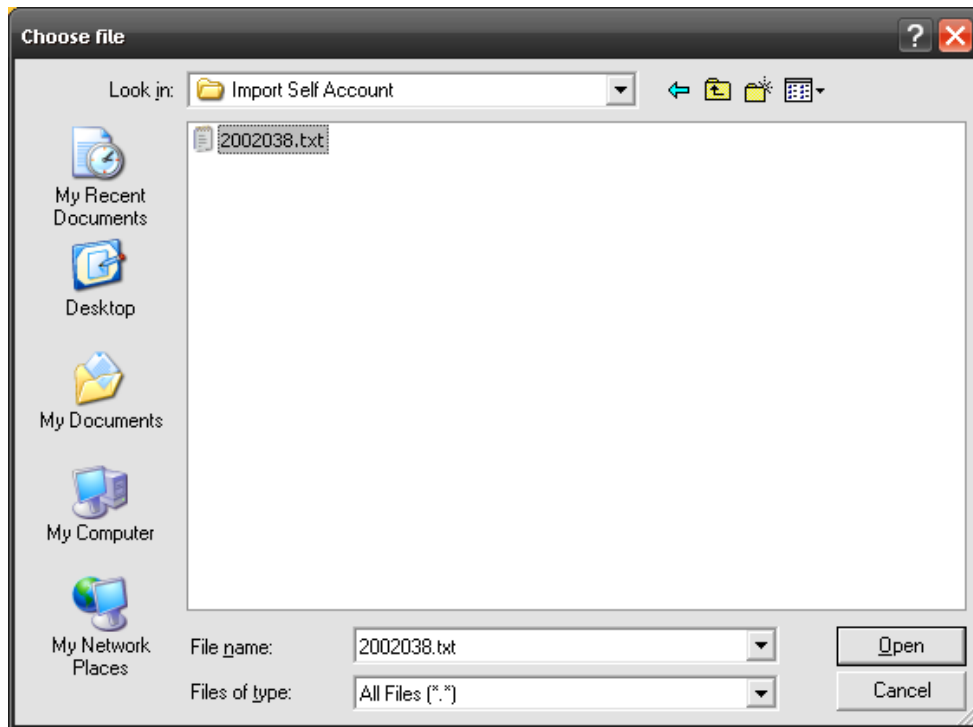 Choose file
Look in:
Import Self Account
2002038.txt
My Recent
Documents
Desktop
My Documents
My Computer
My Network
Places
File name:
2002038.txt
Open
Files of type:
All Files (*.*)
Cancel